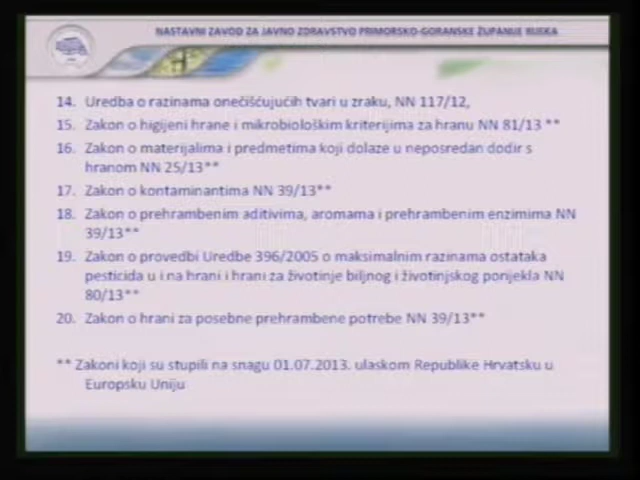 NASTAVNI ZAVOD ZA JAVNO ZDRAVSTVO PRIMORSKO-GORANSKE ŽUPANIJE RIJEKA
14. Uredba o razinama onečišćujućih tvari u zraku, NN 117/12,
15. Zakon o higijeni hrane i mikrobiološkim kriterijima za hranu NN 81/13 **
16. Zakon o materijalima i predmetima koji dolaze u neposredan dodir s
hranom NN 25/13**
17. Zakon o kontaminantima NN 39/13**
18. Zakon o prehrambenim aditivima, aromama i prehrambenim enzimima NN
39/13**
19. Zakon o provedbi Uredbe 396/2005 o maksimalnim razinama ostataka
pesticida u i na hrani i hrani za životinje biljnog i životinjskog porijekla NN
80/13**
20. Zakon o hrani za posebne prehrambene potrebe NN 39/13**
** Zakoni koji su stupili na snagu 01.07.2013. ulaskom Republike Hrvatsku u
Europsku Uniju